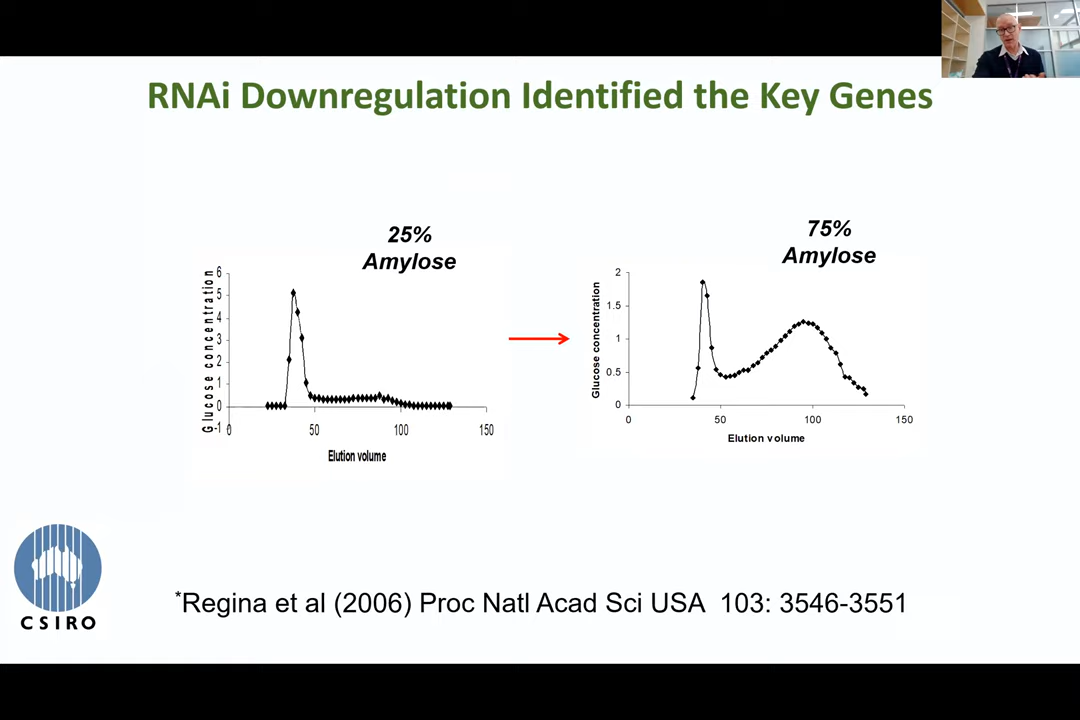 RNAi Downregulation Identified the Key Genes
25%
Amylose
Glucose concentration
6
5
4
3
2
1
0
-1
0
50
100
150
Elution volume
75%
Amylose
Glucose concentration
2
1.5
1
0.5
0
0
50
100
150
Elution volume
CSIRO
*Regina et al (2006) Proc Natl Acad Sci USA 103: 3546-3551